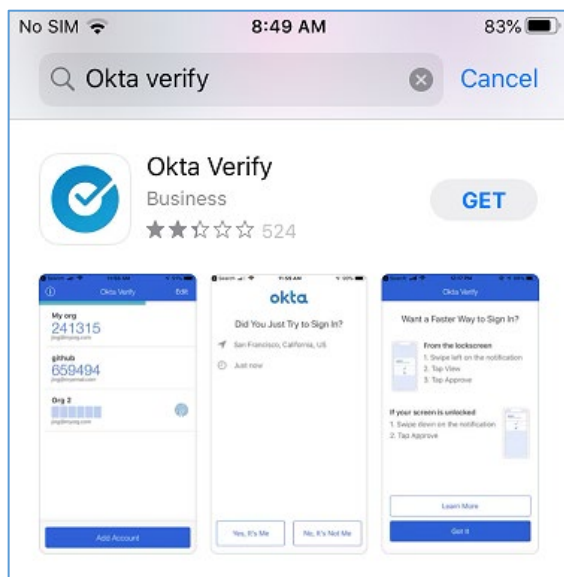 No SIM 8:49 AM 83%
Okta verify Cancel
Okta Verify
Business
GET
524
Okta Verify Edit
My org
241315
github
659494
Org 2
Add Account
okta
Did You Just Try to Sign In?
San Francisco, California, US
Just now
Yes, It's Me No, It's Not Me
Okta Verify
Want a Faster Way to Sign In?
From the lockscreen
1. Swipe left on the notification
2. Tap View
3. Tap Approve
If your screen is unlocked
1. Swipe down on the notification
2. Tap Approve
Learn More
Got It